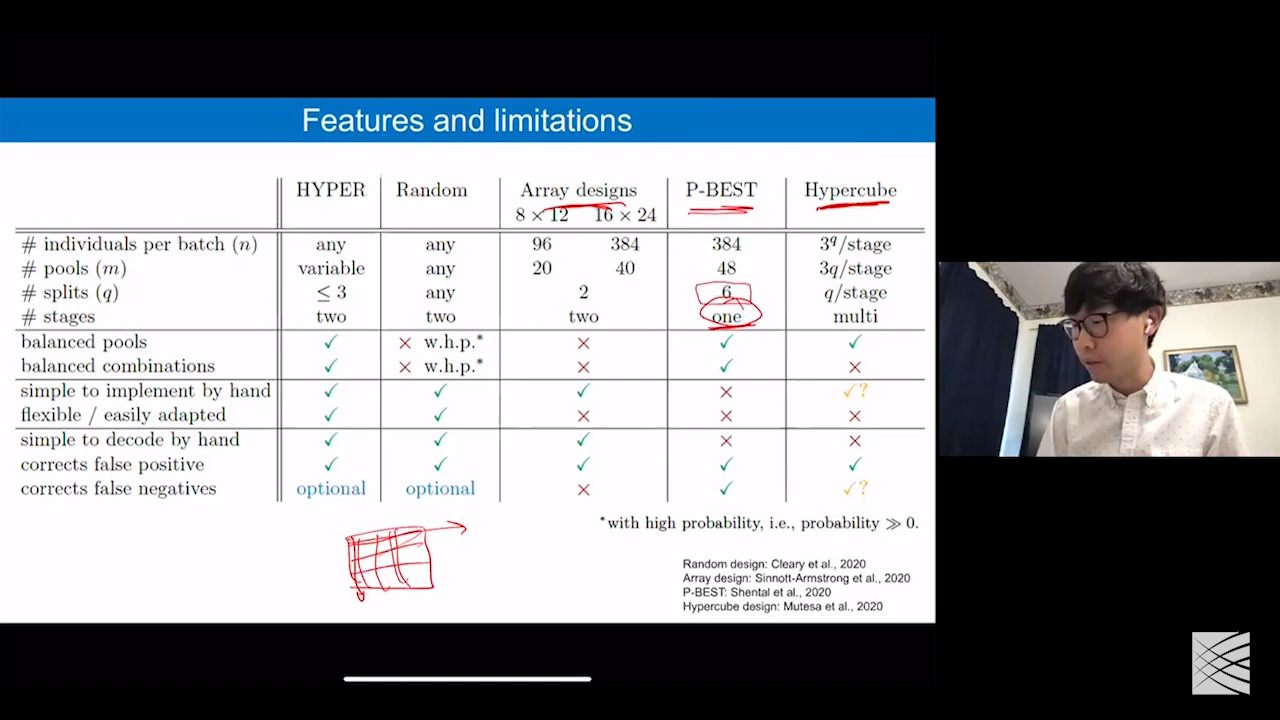 Features and limitations
HYPER Random Array designs P-BEST Hypercube
8 × 12 16 × 24
# individuals per batch (n) any any 96 384 384 3^q/stage
# pools (m) variable any 20 40 48 3q/stage
# splits (q) ≤ 3 any 2 6 q/stage
# stages two two two one multi
balanced pools ✓ × w.h.p.* × ✓ ✓
balanced combinations ✓ × w.h.p.* × ✓ ×
simple to implement by hand ✓ ✓ ✓ × ✓?
flexible / easily adapted ✓ ✓ × × ×
simple to decode by hand ✓ ✓ ✓ × ×
corrects false positive ✓ ✓ ✓ ✓ ✓
corrects false negatives optional optional × ✓ ✓?
*with high probability, i.e., probability ≫ 0.
Random design: Cleary et al., 2020
Array design: Sinnott-Armstrong et al., 2020
P-BEST: Shental et al., 2020
Hypercube design: Mutesa et al., 2020